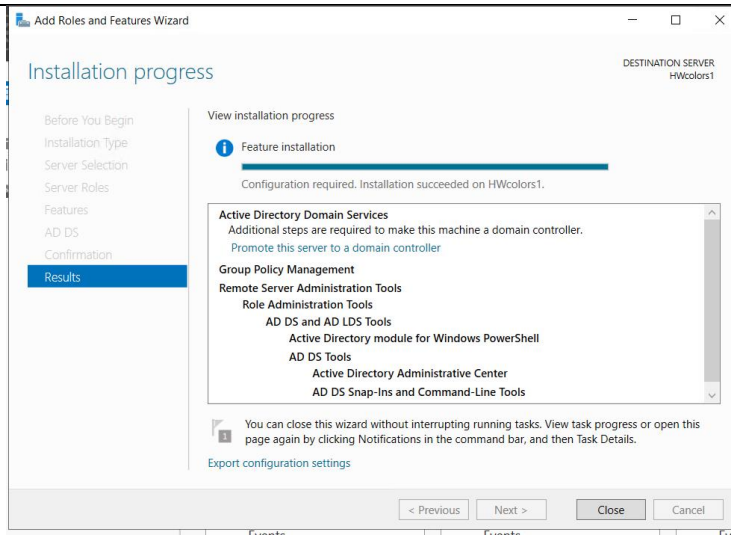 Add Roles and Features Wizard
Installation progress
DESTINATION SERVER
HWcolors1
Before You Begin
Installation Type
Server Selection
Server Roles
Features
AD DS
Confirmation
Results
View installation progress
Feature installation
Configuration required. Installation succeeded on HWcolors1.
Active Directory Domain Services
Additional steps are required to make this machine a domain controller.
Promote this server to a domain controller
Group Policy Management
Remote Server Administration Tools
Role Administration Tools
AD DS and AD LDS Tools
Active Directory module for Windows PowerShell
AD DS Tools
Active Directory Administrative Center
AD DS Snap-Ins and Command-Line Tools
1
You can close this wizard without interrupting running tasks. View task progress or open this
page again by clicking Notifications in the command bar, and then Task Details.
Export configuration settings
< Previous
Next >
Close
Cancel
Events
Events